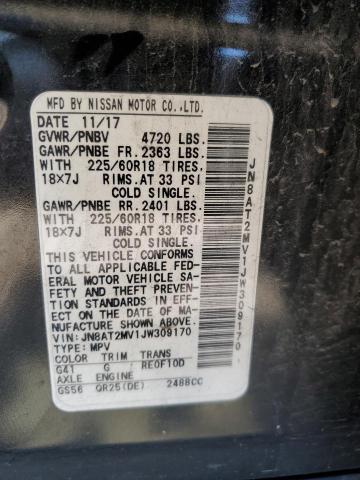 MFD BY NISSAN MOTOR CO.,LTD.
DATE 11/17
GVWR/PNBV 4720 LBS.
GAWR/PNBE FR. 2363 LBS.
WITH 225/60R18 TIRES.
18×7J RIMS.AT 33 PSI
COLD SINGLE.
GAWR/PNBE RR. 2401 LBS.
WITH 225/60R18 TIRES.
18×7J RIMS.AT 33 PSI
COLD SINGLE.
THIS VEHICLE CONFORMS
TO ALL APPLICABLE FED-
ERAL MOTOR VEHICLE SA-
FETY AND THEFT PREVEN-
TION STANDARDS IN EFF-
ECT ON THE DATE OF MA-
NUFACTURE SHOWN ABOVE.
VIN:JN8AT2MV1JW309170
TYPE: MPV
COLOR TRIM TRANS
G41 G RE0F10D
AXLE ENGINE
GS56 QR25(DE) 2488CC
JN8AT2MV1JW309170